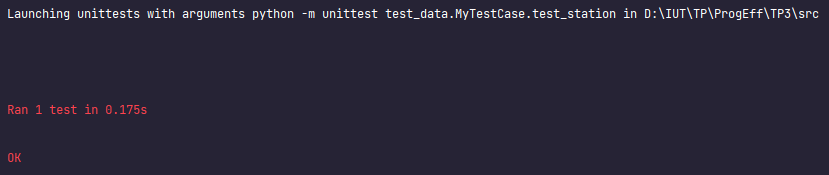 Launching unittests with arguments python -m unittest test_data.MyTestCase.test_station in D:\IUT\TP\ProgEff\TP3\src
Ran 1 test in 0.175s
OK